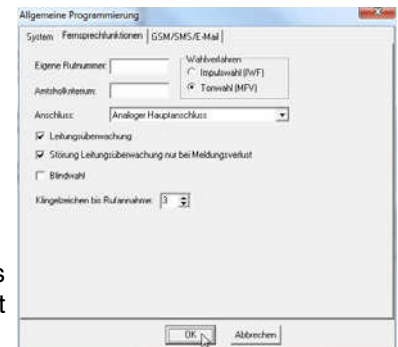 Allgemeine Programmierung
System Fernsprechfunktionen GSM/SMS/E-Mail
Eigene Rufnummer:
Wahlverfahren
Impulswahl (IWF)
Tonwahl (MFV)
Amtsholkriterium:
Anschluss: Analoger Hauptanschluss
Leitungsüberwachung
Störung Leitungsüberwachung nur bei Meldungsverlust
Blindwahl
Klingelzeichen bis Rufannahme: 3
s
t
OK Abbrechen